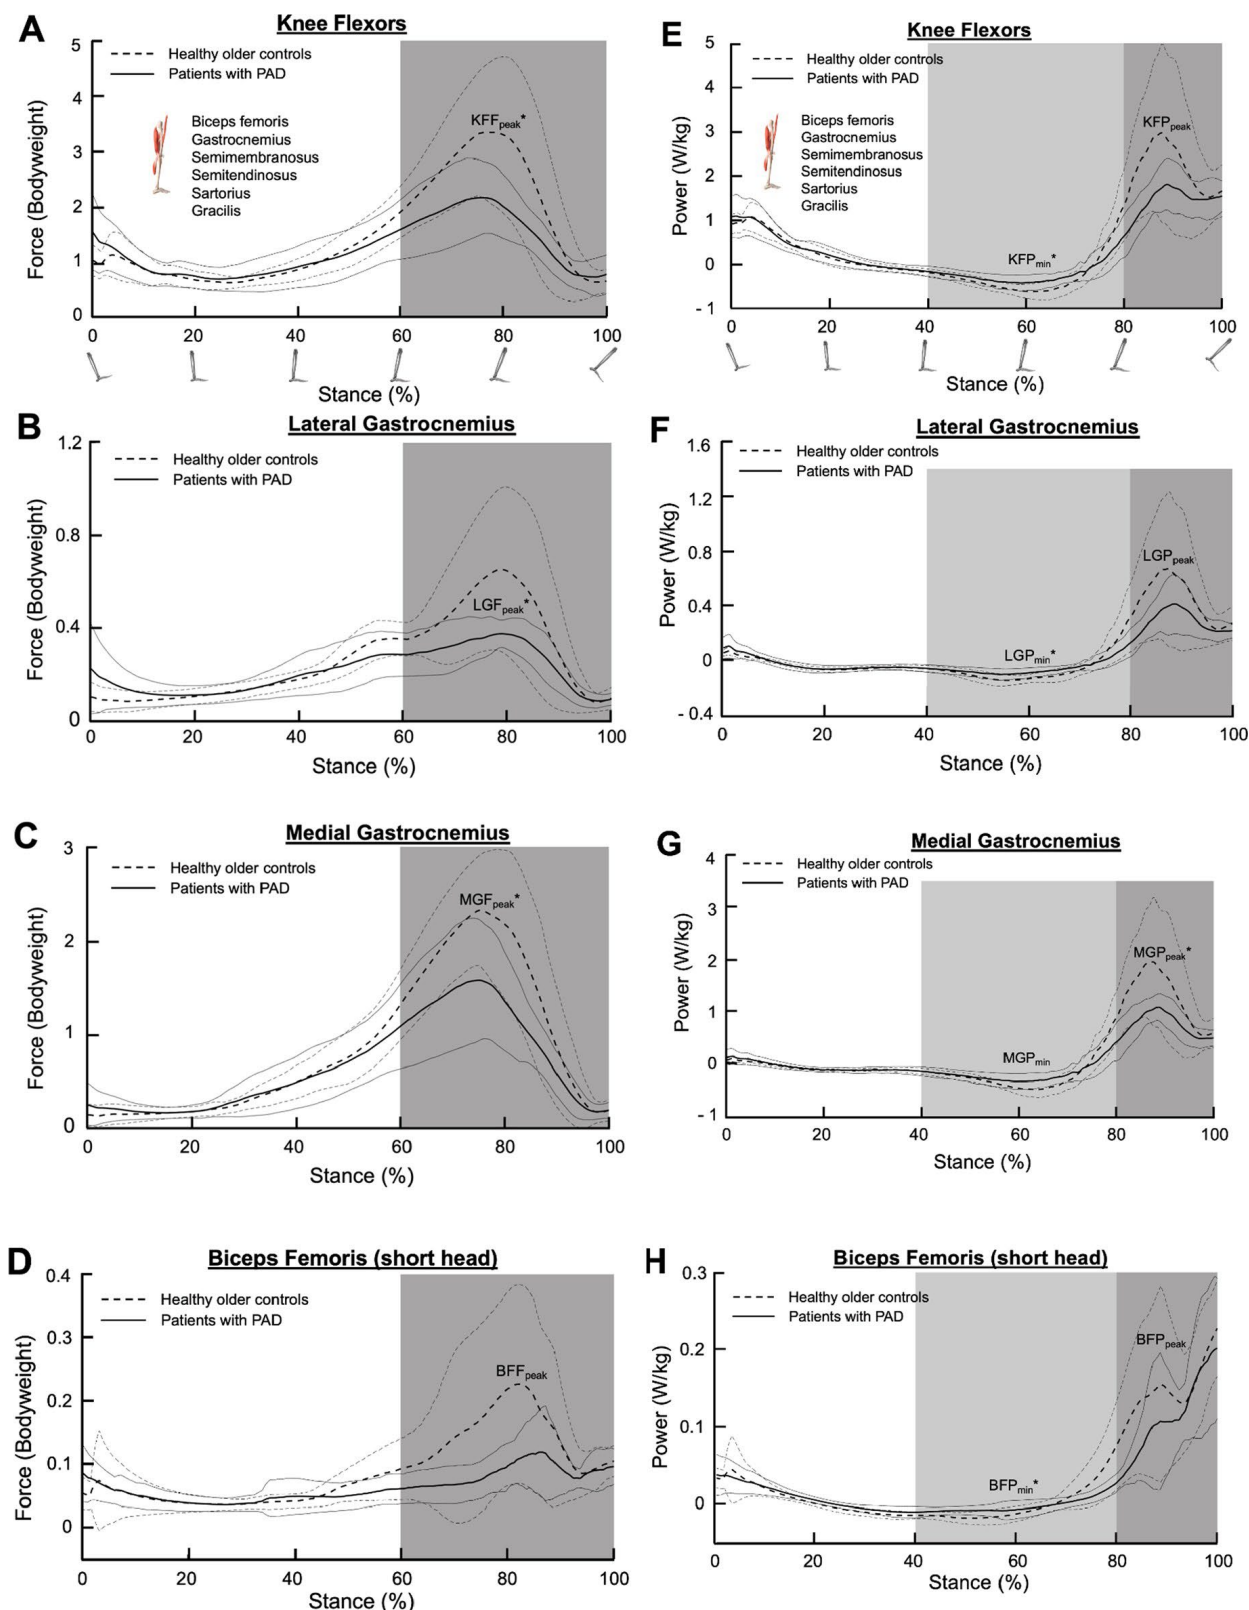 A
Knee Flexors
Healthy older controls
Patients with PAD
Biceps femoris
Gastrocnemius
Semimembranosus
Semitendinosus
Sartorius
Gracilis
KFFpeak*
Force (Bodyweight)
5
4
3
2
1
0
0 20 40 60 80 100
Stance (%)
E
Knee Flexors
Healthy older controls
Patients with PAD
Biceps femoris
Gastrocnemius
Semimembranosus
Semitendinosus
Sartorius
Gracilis
KFPpeak
KFPmin*
Power (W/kg)
5
4
3
2
1
0
- 1
0 20 40 60 80 100
Stance (%)
B
Lateral Gastrocnemius
Healthy older controls
Patients with PAD
LGFpeak*
Force (Bodyweight)
1.2
0.8
0.4
0
0 20 40 60 80 100
Stance (%)
F
Lateral Gastrocnemius
Healthy older controls
Patients with PAD
LGPpeak
LGPmin*
Power (W/kg)
1.6
1.2
0.8
0.4
0
- 0.4
0 20 40 60 80 100
Stance (%)
C
Medial Gastrocnemius
Healthy older controls
Patients with PAD
MGFpeak*
Force (Bodyweight)
3
2
1
0
0 20 40 60 80 100
Stance (%)
G
Medial Gastrocnemius
Healthy older controls
Patients with PAD
MGPpeak*
MGPmin
Power (W/kg)
4
3
2
1
0
- 1
0 20 40 60 80 100
Stance (%)
D
Biceps Femoris (short head)
Healthy older controls
Patients with PAD
BFFpeak
Force (Bodyweight)
0.4
0.3
0.2
0.1
0
0 20 40 60 80 100
Stance (%)
H
Biceps Femoris (short head)
Healthy older controls
Patients with PAD
BFPpeak
BFPmin*
Power (W/kg)
0.3
0.2
0.1
0
0 20 40 60 80 100
Stance (%)